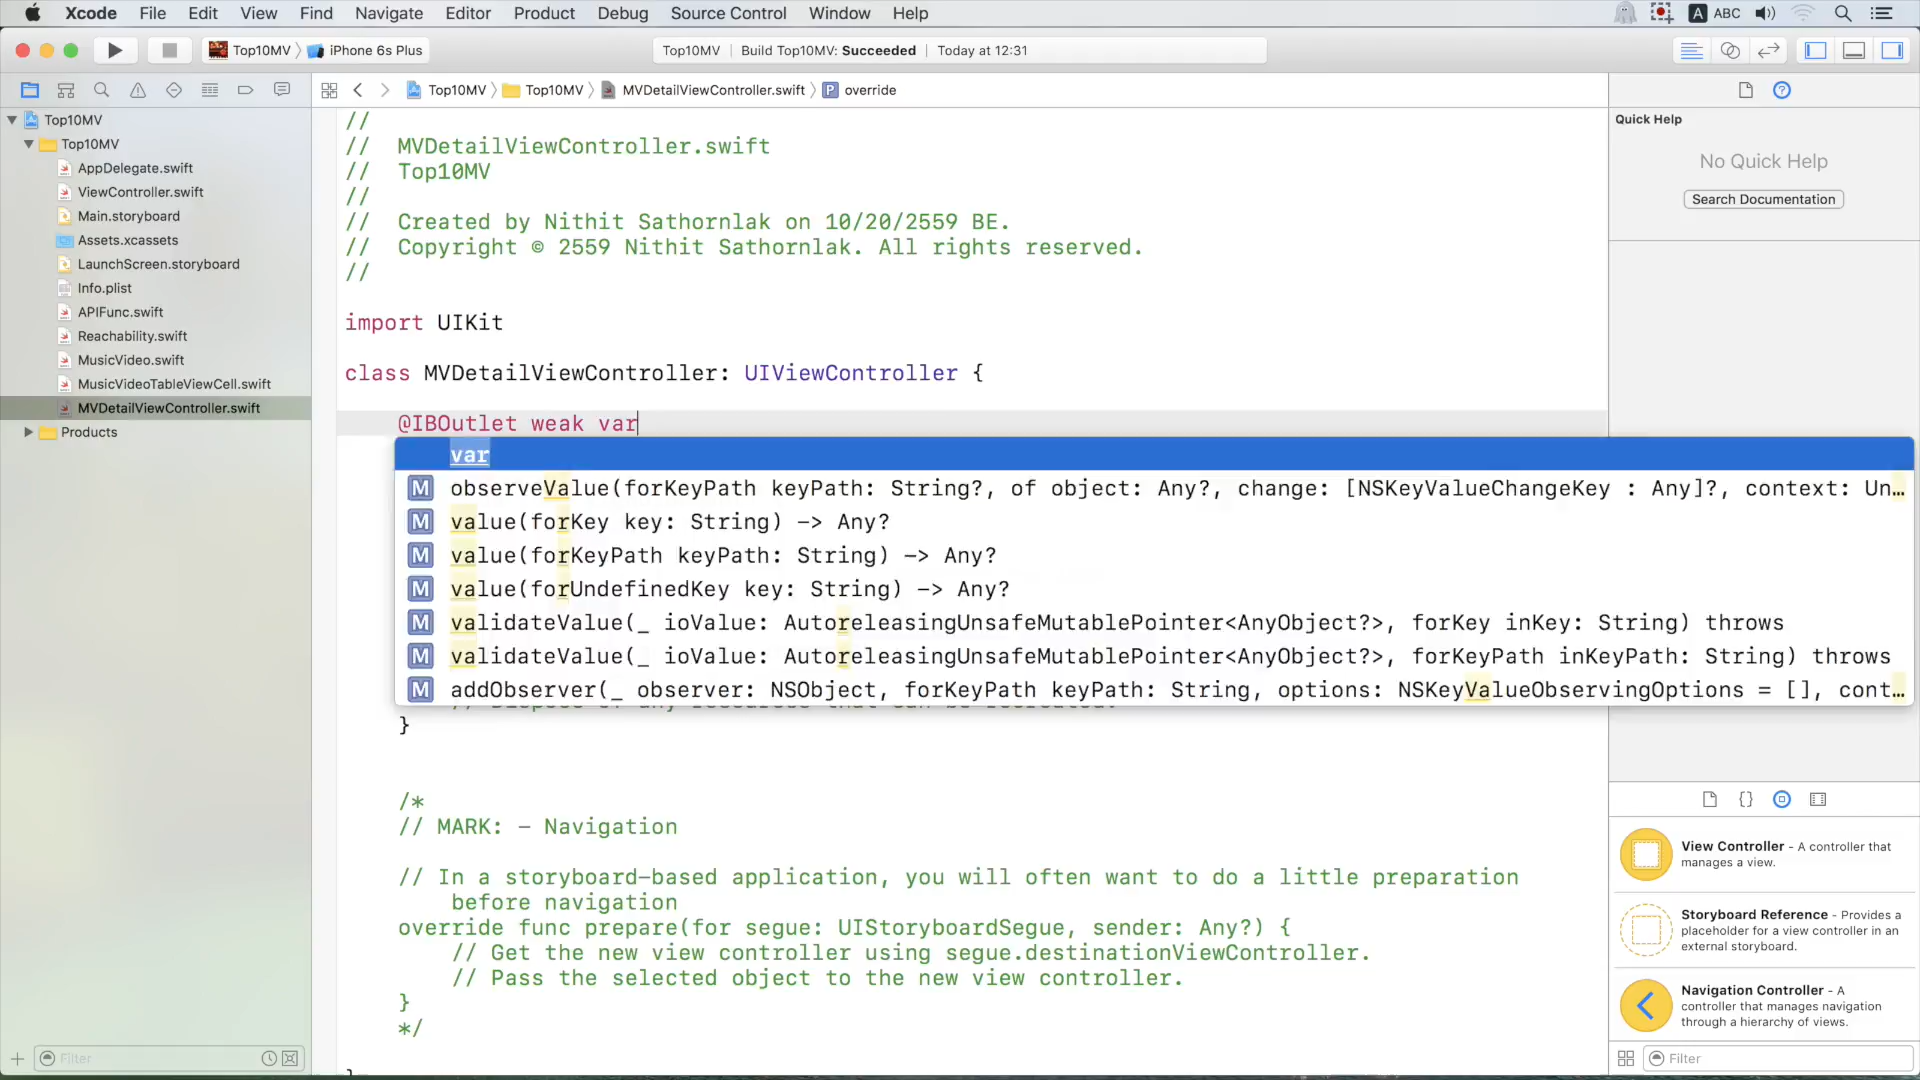 Xcode File Edit View Find Navigate Editor Product Debug Source Control Window Help A ABC
Top10MV iPhone 6s Plus Top10MV Build Top10MV: Succeeded Today at 12:31
Top10MV Top10MV MVDetailViewController.swift P override
Top10MV
Top10MV
AppDelegate.swift
ViewController.swift
Main.storyboard
Assets.xcassets
LaunchScreen.storyboard
Info.plist
APIFunc.swift
Reachability.swift
MusicVideo.swift
MusicVideoTableViewCell.swift
MVDetailViewController.swift
Products
Filter
//
// MVDetailViewController.swift
// Top10MV
//
// Created by Nithit Sathornlak on 10/20/2559 BE.
// Copyright © 2559 Nithit Sathornlak. All rights reserved.
//
import UIKit
class MVDetailViewController: UIViewController {
@IBOutlet weak var
var
M observeValue(forKeyPath keyPath: String?, of object: Any?, change: [NSKeyValueChangeKey : Any]?, context: Un…
M value(forKey key: String) -> Any?
M value(forKeyPath keyPath: String) -> Any?
M value(forUndefinedKey key: String) -> Any?
M validateValue(_ ioValue: AutoreleasingUnsafeMutablePointer<AnyObject?>, forKey inKey: String) throws
M validateValue(_ ioValue: AutoreleasingUnsafeMutablePointer<AnyObject?>, forKeyPath inKeyPath: String) throws
M addObserver(_ observer: NSObject, forKeyPath keyPath: String, options: NSKeyValueObservingOptions = [], cont…
}
/*
// MARK: - Navigation
// In a storyboard-based application, you will often want to do a little preparation
before navigation
override func prepare(for segue: UIStoryboardSegue, sender: Any?) {
// Get the new view controller using segue.destinationViewController.
// Pass the selected object to the new view controller.
}
*/
}
Quick Help
No Quick Help
Search Documentation
View Controller - A controller that
manages a view.
Storyboard Reference - Provides a
placeholder for a view controller in an
external storyboard.
Navigation Controller - A
controller that manages navigation
through a hierarchy of views.
Filter